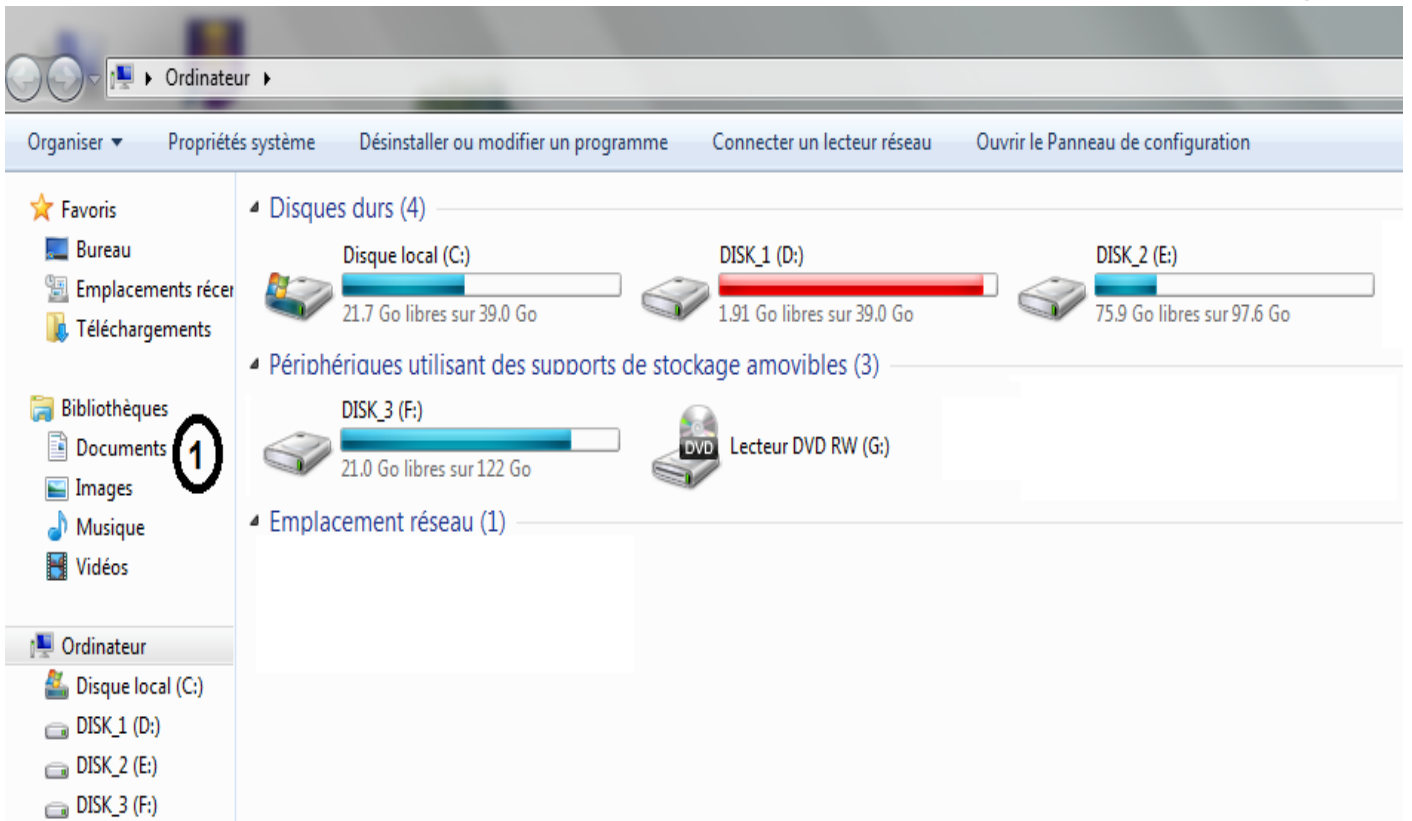 Ordinateur
Organiser Propriétés système Désinstaller ou modifier un programme Connecter un lecteur réseau Ouvrir le Panneau de configuration
Favoris
Bureau
Emplacements récer
Téléchargements
Bibliothèques
Documents
1
Images
Musique
Vidéos
Ordinateur
Disque local (C:)
DISK_1 (D:)
DISK_2 (E:)
DISK_3 (F:)
Disques durs (4)
Disque local (C:)
21.7 Go libres sur 39.0 Go
DISK_1 (D:)
1.91 Go libres sur 39.0 Go
DISK_2 (E:)
75.9 Go libres sur 97.6 Go
Périphériques utilisant des supports de stockage amovibles (3)
DISK_3 (F:)
21.0 Go libres sur 122 Go
DVD
Lecteur DVD RW (G:)
Emplacement réseau (1)